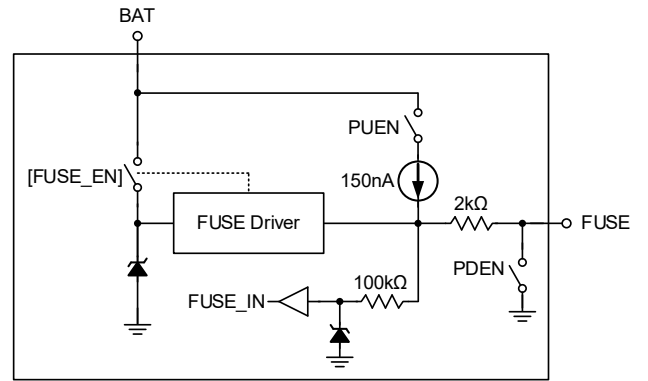 BAT
PUEN
[FUSE_EN]
150nA
2kΩ
FUSE Driver
FUSE
PDEN
100kΩ
FUSE_IN